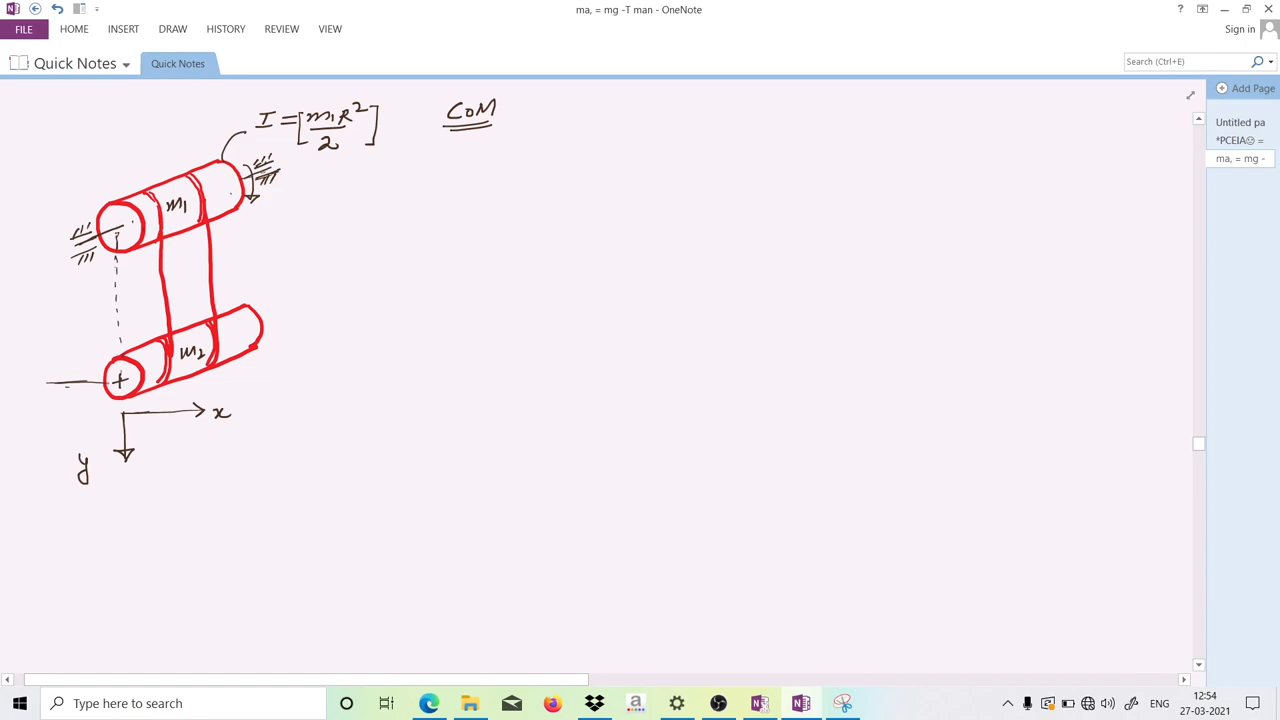 ma, = mg -T man - OneNote
?
FILE HOME INSERT DRAW HISTORY REVIEW VIEW
Sign in
Quick Notes
Quick Notes
Search (Ctrl+E)
Add Page
Untitled pa
*PCEIA☹ =
ma, = mg -
I = [m₁R²/2]
CoM
m₁
m₂
x
y
Type here to search
ENG
12:54
27-03-2021